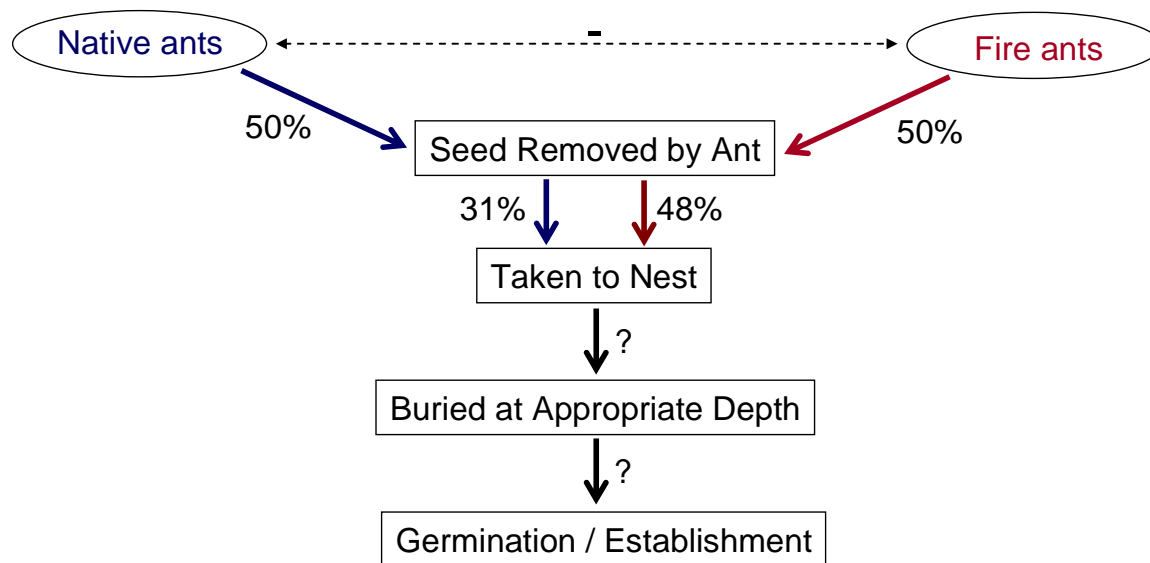 Native ants
-
Fire ants
50%
50%
Seed Removed by Ant
31%
48%
Taken to Nest
?
Buried at Appropriate Depth
?
Germination / Establishment